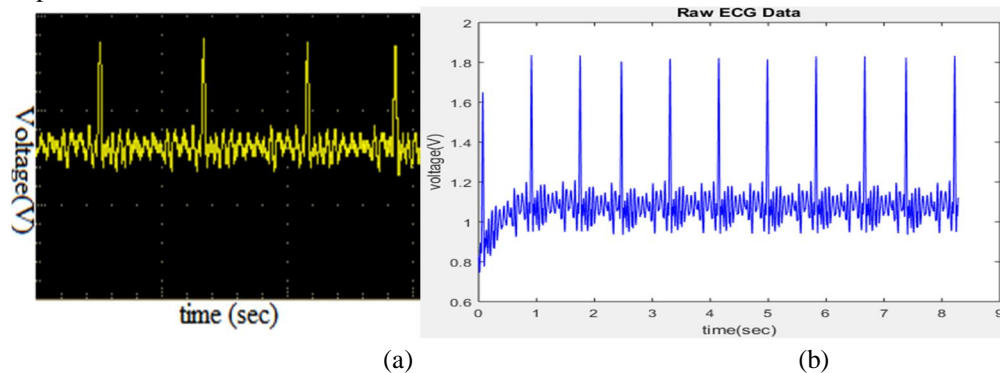 Voltage(V)
time (sec)
Raw ECG Data
voltage(V)
2
1.8
1.6
1.4
1.2
1
0.8
0.6
0 1 2 3 4 5 6 7 8 9
time(sec)
(a) (b)